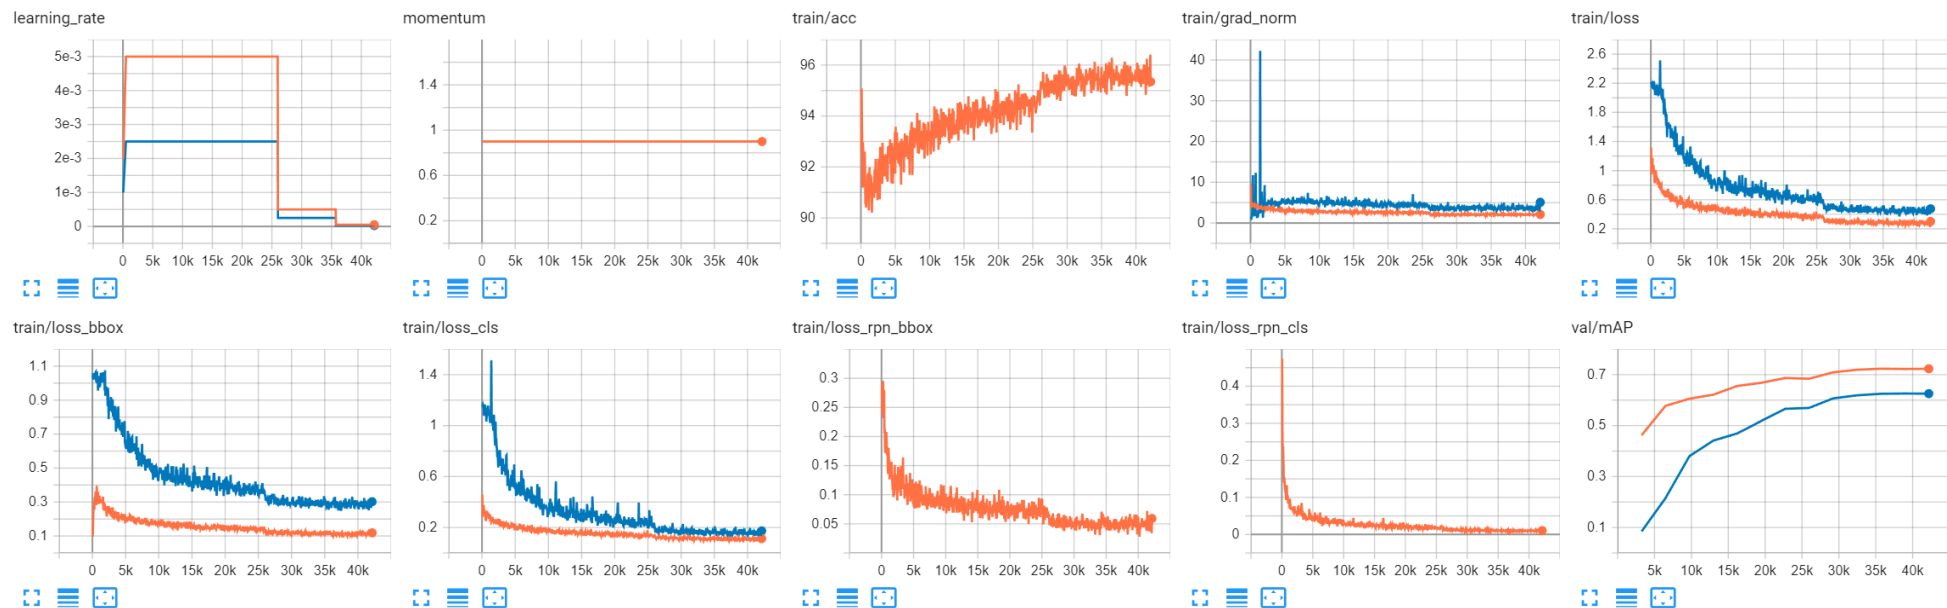 learning_rate
5e-3
4e-3
3e-3
2e-3
1e-3
0
0 5k 10k 15k 20k 25k 30k 35k 40k
momentum
1.4
1
0.6
0.2
0 5k 10k 15k 20k 25k 30k 35k 40k
train/acc
96
94
92
90
0 5k 10k 15k 20k 25k 30k 35k 40k
train/grad_norm
40
30
20
10
0
0 5k 10k 15k 20k 25k 30k 35k 40k
train/loss
2.6
2.2
1.8
1.4
1
0.6
0.2
0 5k 10k 15k 20k 25k 30k 35k 40k
train/loss_bbox
1.1
0.9
0.7
0.5
0.3
0.1
0 5k 10k 15k 20k 25k 30k 35k 40k
train/loss_cls
1.4
1
0.6
0.2
0 5k 10k 15k 20k 25k 30k 35k 40k
train/loss_rpn_bbox
0.3
0.25
0.2
0.15
0.1
0.05
0 5k 10k 15k 20k 25k 30k 35k 40k
train/loss_rpn_cls
0.4
0.3
0.2
0.1
0
0 5k 10k 15k 20k 25k 30k 35k 40k
val/mAP
0.7
0.5
0.3
0.1
5k 10k 15k 20k 25k 30k 35k 40k